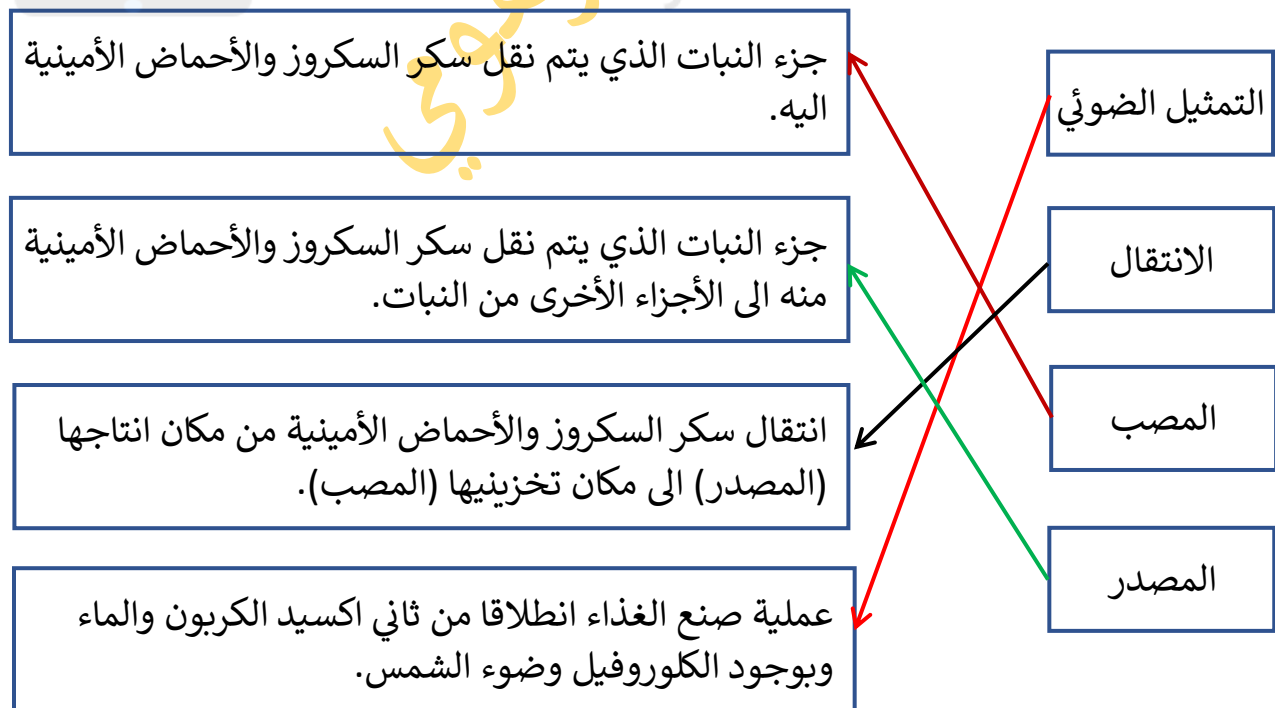 جزء النبات الذي يتم نقل سكر السكروز والأحماض الأمينية
اليه.
التمثيل الضوئي
جزء النبات الذي يتم نقل سكر السكروز والأحماض الأمينية
منه الى الأجزاء الأخرى من النبات.
الانتقال
انتقال سكر السكروز والأحماض الأمينية من مكان انتاجها
(المصدر) الى مكان تخزينيها (المصب).
المصب
عملية صنع الغذاء انطلاقا من ثاني اكسيد الكربون والماء
وبوجود الكلوروفيل وضوء الشمس.
المصدر